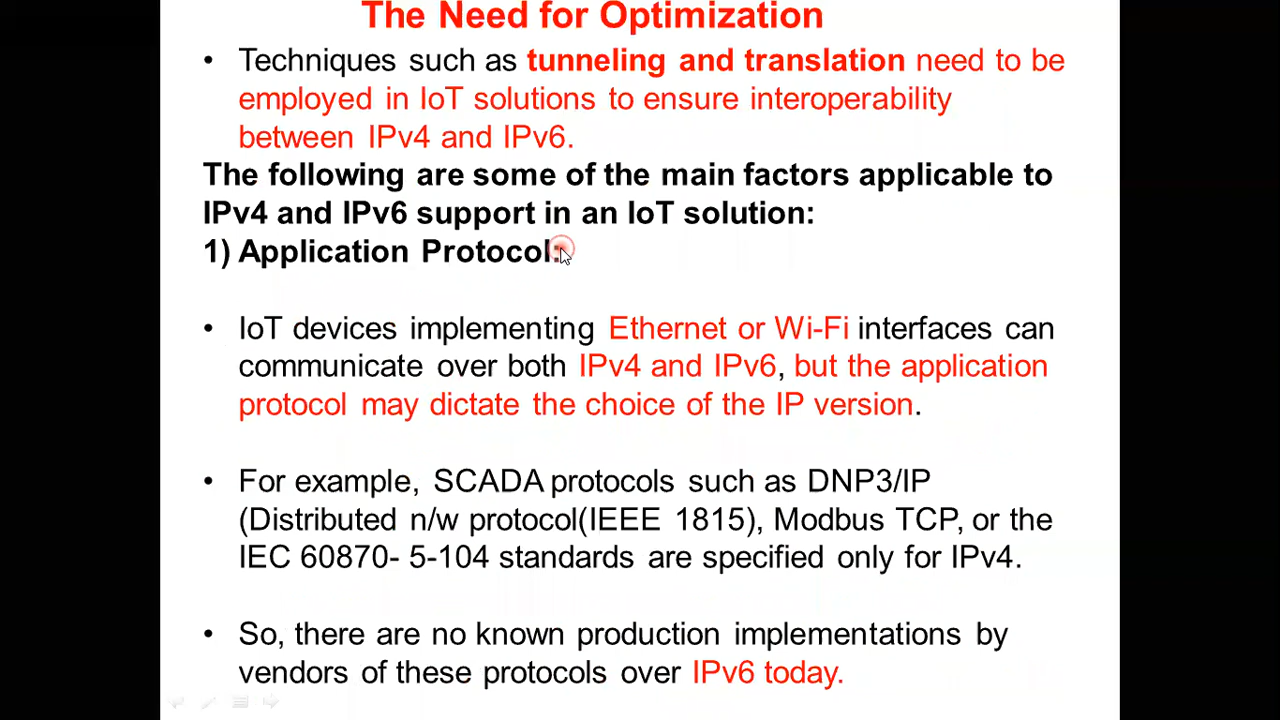 The Need for Optimization
• Techniques such as tunneling and translation need to be
employed in IoT solutions to ensure interoperability
between IPv4 and IPv6.
The following are some of the main factors applicable to
IPv4 and IPv6 support in an IoT solution:
1) Application Protocol:
• IoT devices implementing Ethernet or Wi-Fi interfaces can
communicate over both IPv4 and IPv6, but the application
protocol may dictate the choice of the IP version.
• For example, SCADA protocols such as DNP3/IP
(Distributed n/w protocol(IEEE 1815), Modbus TCP, or the
IEC 60870- 5-104 standards are specified only for IPv4.
• So, there are no known production implementations by
vendors of these protocols over IPv6 today.